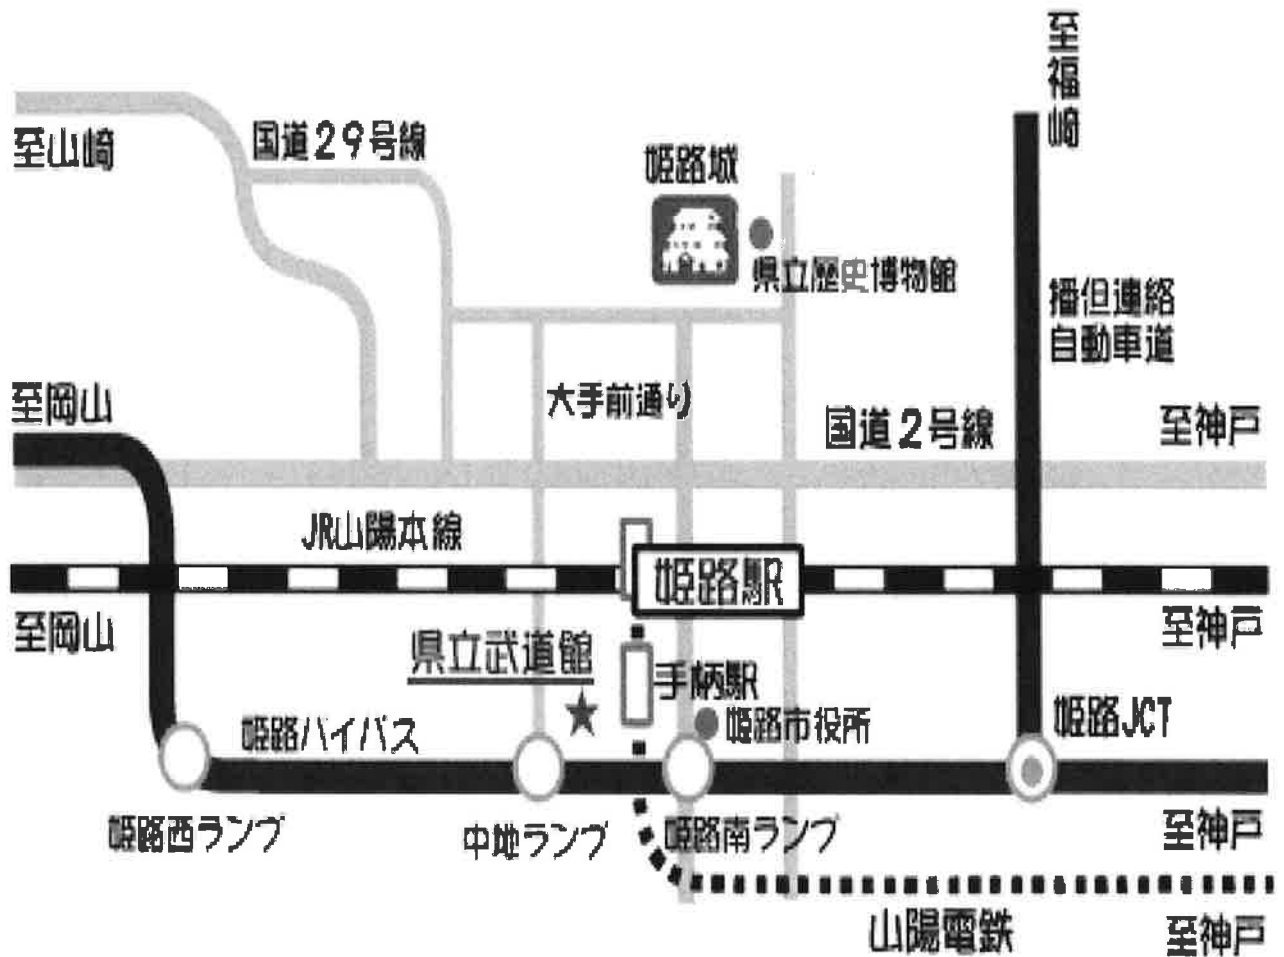 至福崎
至山崎
国道29号線
姫路城
県立歴史博物館
播但連絡
自動車道
至岡山
大手前通り
国道2号線
至神戸
JR山陽本線
姫路駅R
至岡山
至神戸
県立武道館
手柄駅
姫路市役所
姫路JCT
姫路バイパス
姫路西ランプ
中地ランプ
姫路南ランプ
至神戸
山陽電鉄
至神戸